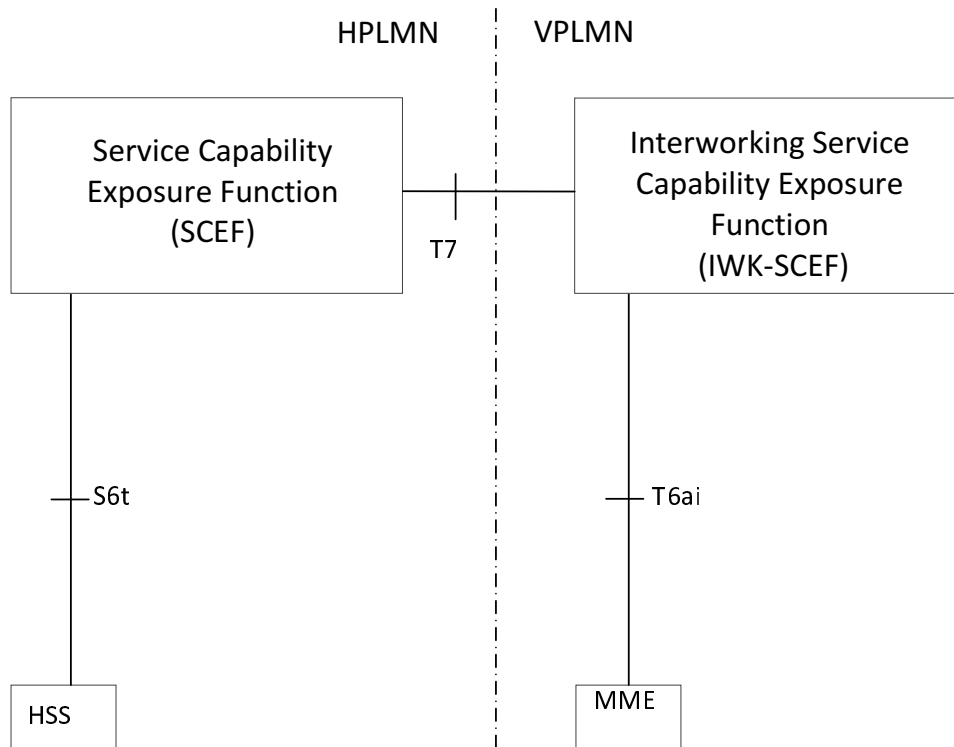 HPLMN
VPLMN
Service Capability
Exposure Function
(SCEF)
Interworking Service
Capability Exposure
Function
(IWK-SCEF)
T7
S6t
T6ai
HSS
MME